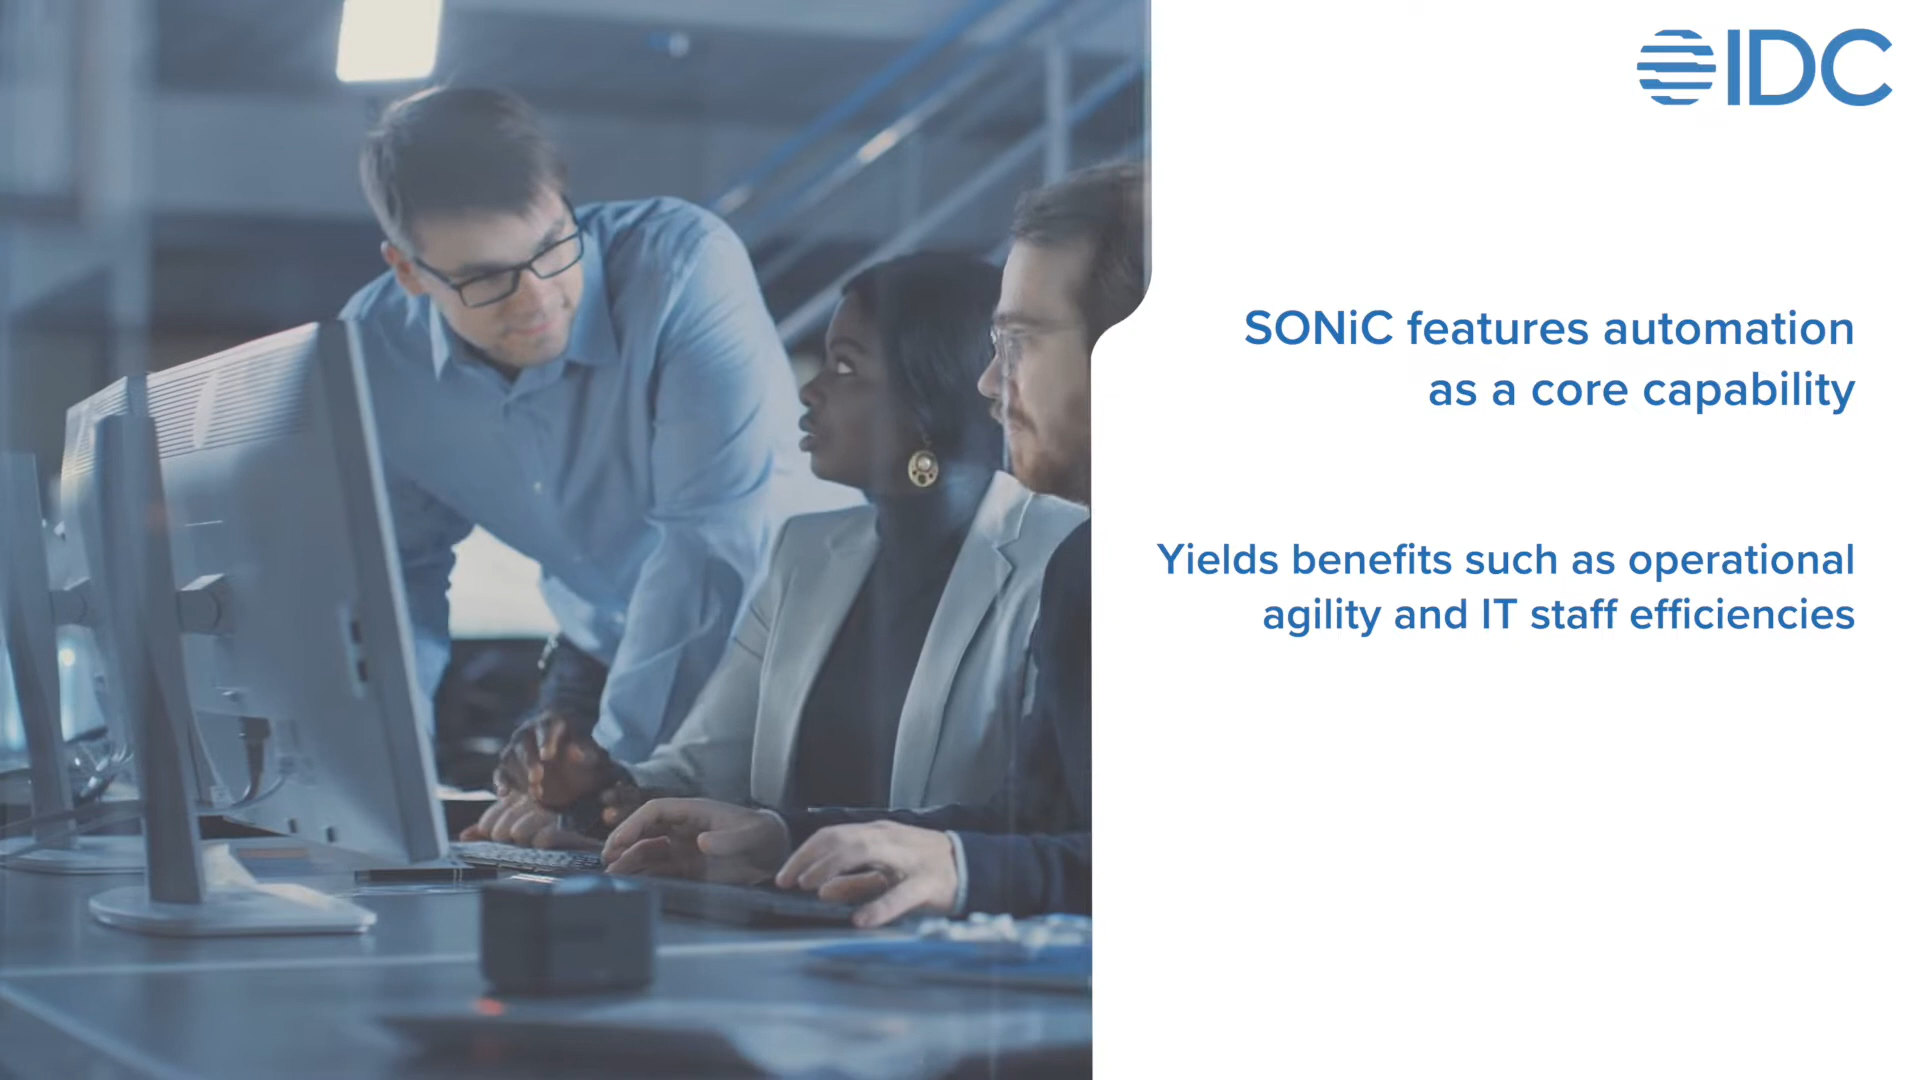 IDC
SONiC features automation
as a core capability
Yields benefits such as operational
agility and IT staff efficiencies